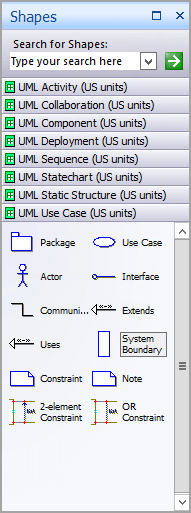 Shapes
Search for Shapes:
Type your search here
UML Activity (US units)
UML Collaboration (US units)
UML Component (US units)
UML Deployment (US units)
UML Sequence (US units)
UML Statechart (US units)
UML Static Structure (US units)
UML Use Case (US units)
Package
Use Case
Actor
Interface
Communi...
Extends
Uses
System
Boundary
Constraint
Note
2-element
Constraint
OR
Constraint